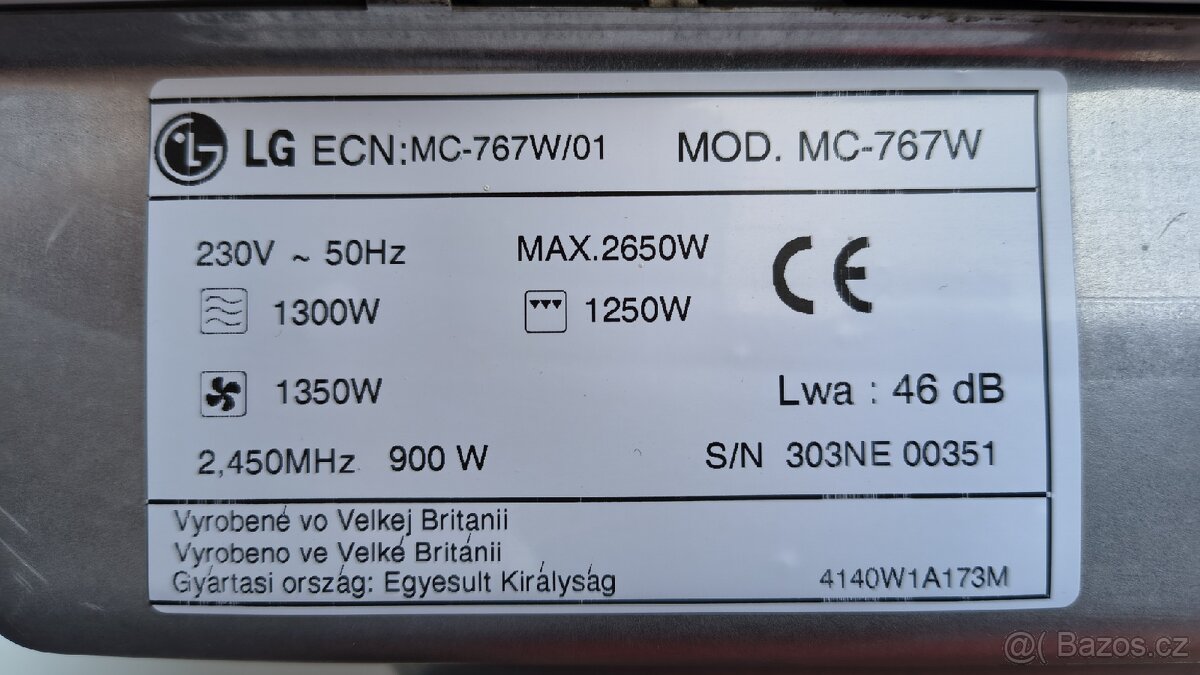 LG ECN:MC-767W/01 MOD. MC-767W
230V ~ 50Hz MAX.2650W
1300W 1250W
CE
1350W
Lwa : 46 dB
2,450MHz 900 W S/N 303NE 00351
Vyrobené vo Velkej Británii
Vyrobeno ve Velké Británii
Gyártasi ország: Egyesult Királyság 4140W1A173M
@( Bazos.cz